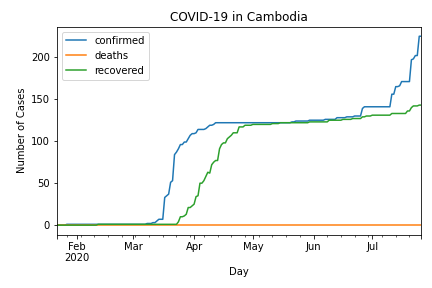 COVID-19 in Cambodia
confirmed
deaths
recovered
Number of Cases
200
150
100
50
0
Feb Mar Apr May Jun Jul
2020
Day